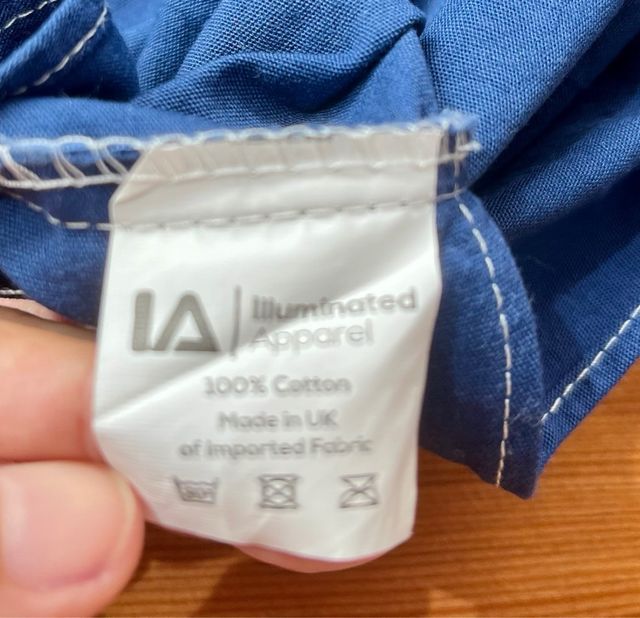 IA | Illuminated
Apparel
100% Cotton
Made in UK
of Imported Fabric